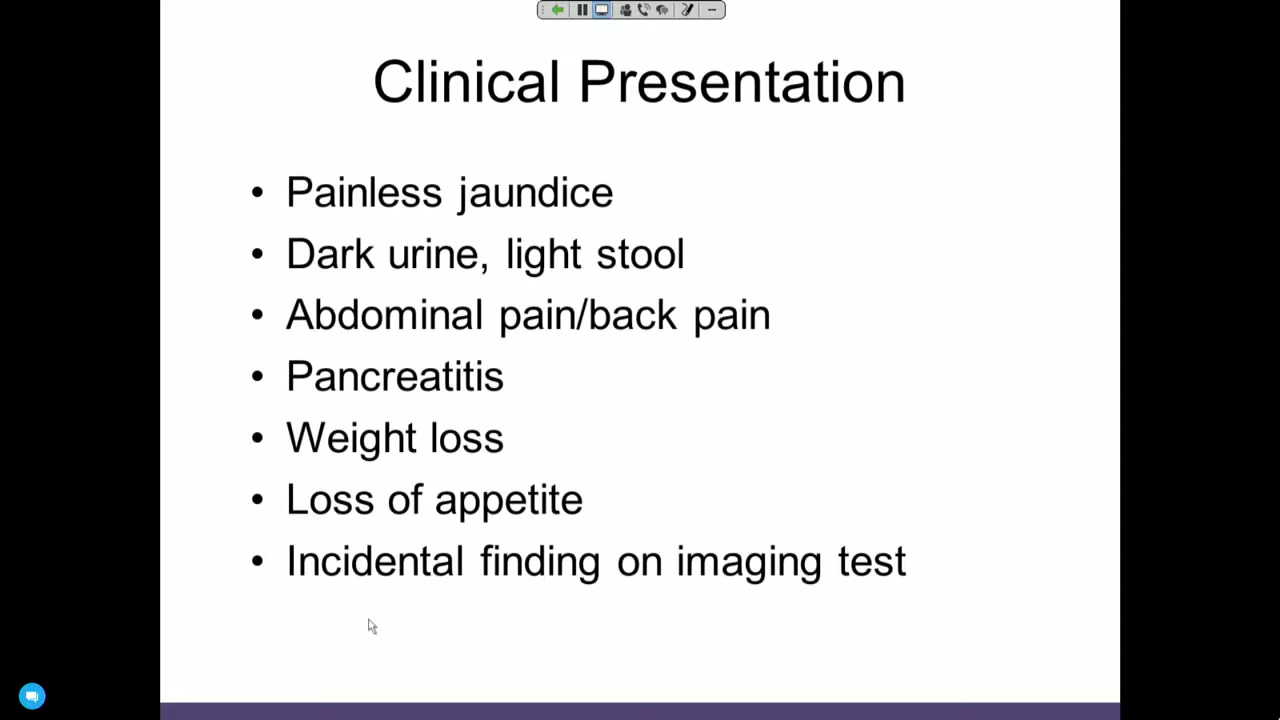 Clinical Presentation
• Painless jaundice
• Dark urine, light stool
• Abdominal pain/back pain
• Pancreatitis
• Weight loss
• Loss of appetite
• Incidental finding on imaging test